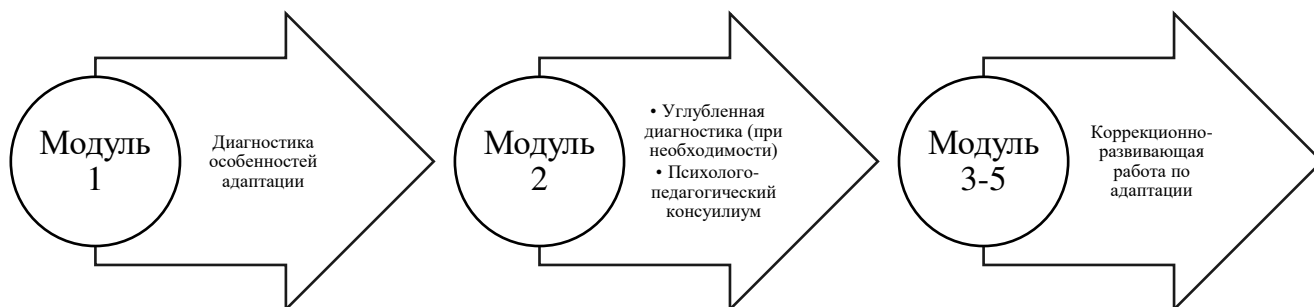 Модуль
1
Диагностика
особенностей
адаптации
Модуль
2
• Углубленная
диагностика (при
необходимости)
• Психолого-
педагогический
консуилиум
Модуль
3-5
Коррекционно-
развивающая
работа по
адаптации